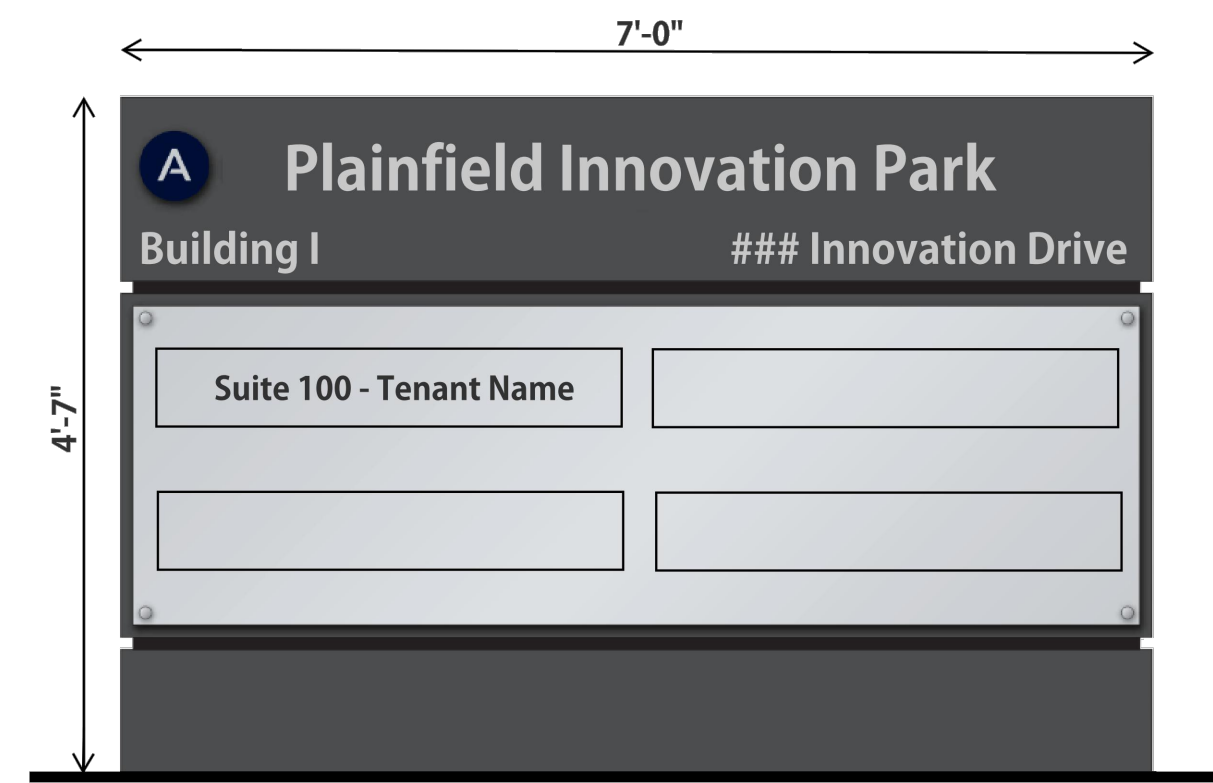 7'-0"
A
Plainfield Innovation Park
Building I
### Innovation Drive
4'-7"
Suite 100 - Tenant Name